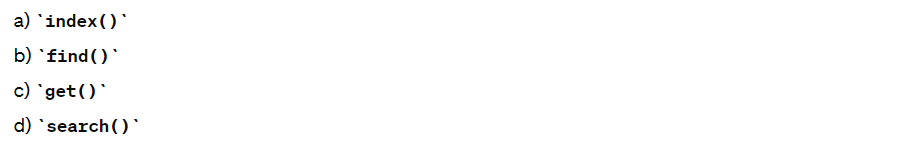 a) `index()`
b) `find()`
c) `get()`
d) `search()`